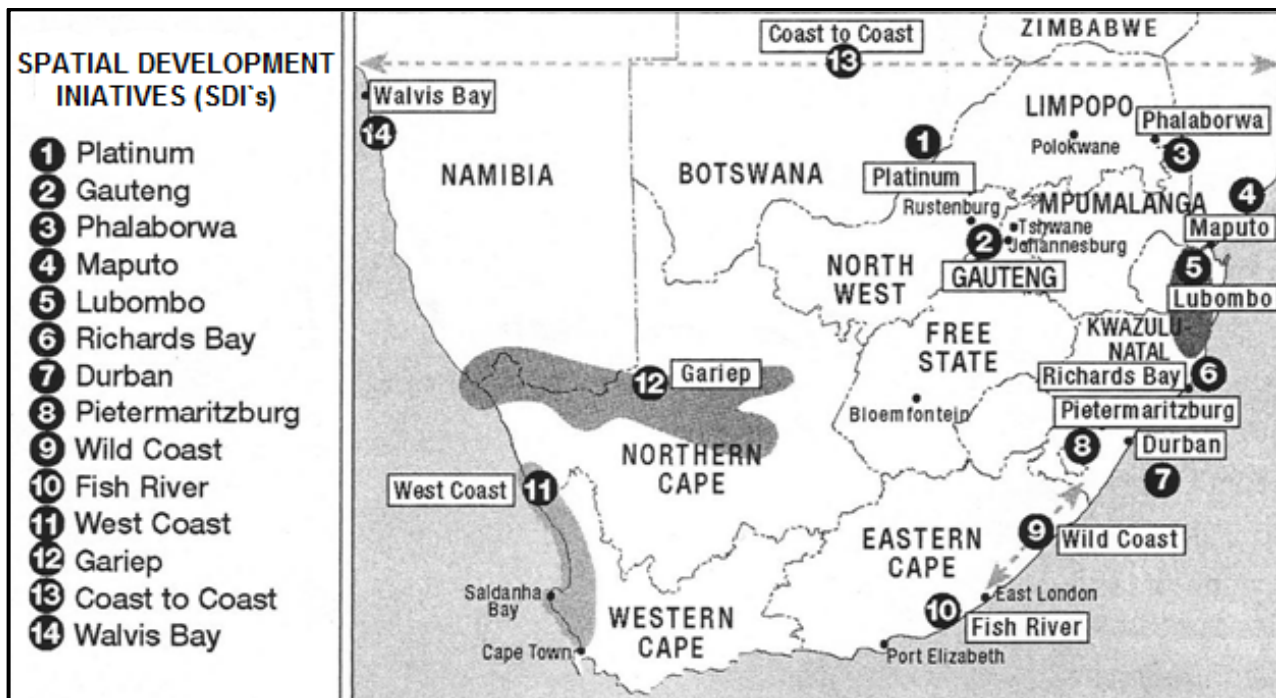 SPATIAL DEVELOPMENT
INIATIVES (SDI`s)
1 Platinum
2 Gauteng
3 Phalaborwa
4 Maputo
5 Lubombo
6 Richards Bay
7 Durban
8 Pietermaritzburg
9 Wild Coast
10 Fish River
11 West Coast
12 Gariep
13 Coast to Coast
14 Walvis Bay
Coast to Coast
13
ZIMBABWE
Walvis Bay
14
LIMPOPO
Polokwane
Phalaborwa
3
1
Platinum
NAMIBIA
BOTSWANA
Rustenburg
MPUMALANGA
4
Maputo
Tshwane
Johannesburg
2
GAUTENG
5
Lubombo
NORTH
WEST
FREE
STATE
KWAZULU-
NATAL
12
Gariep
Richards Bay
6
Bloemfontein
Pietermaritzburg
8
Durban
7
NORTHERN
CAPE
West Coast
11
EASTERN
CAPE
9
Wild Coast
Saldanha
Bay
WESTERN
CAPE
10
East London
Fish River
Cape Town
Port Elizabeth